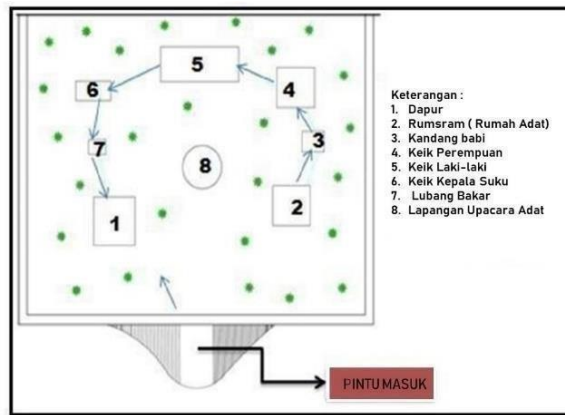 5
6
4
7
3
8
1
2
Keterangan :
1. Dapur
2. Rumsram ( Rumah Adat)
3. Kandang babi
4. Keik Perempuan
5. Keik Laki-laki
6. Keik Kepala Suku
7. Lubang Bakar
8. Lapangan Upacara Adat
PINTU MASUK